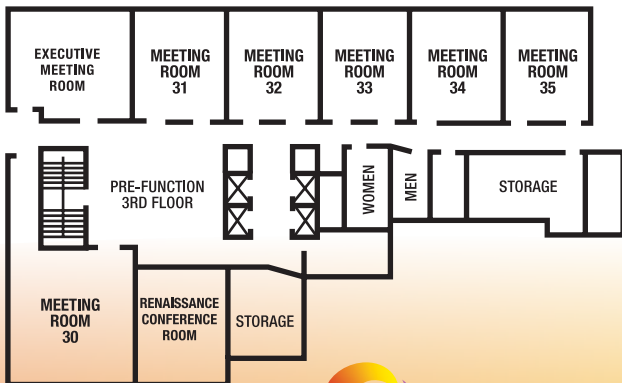 EXECUTIVE
MEETING
ROOM
MEETING
ROOM
31
MEETING
ROOM
32
MEETING
ROOM
33
MEETING
ROOM
34
MEETING
ROOM
35
PRE-FUNCTION
3RD FLOOR
WOMEN
MEN
STORAGE
MEETING
ROOM
30
RENAISSANCE
CONFERENCE
ROOM
STORAGE